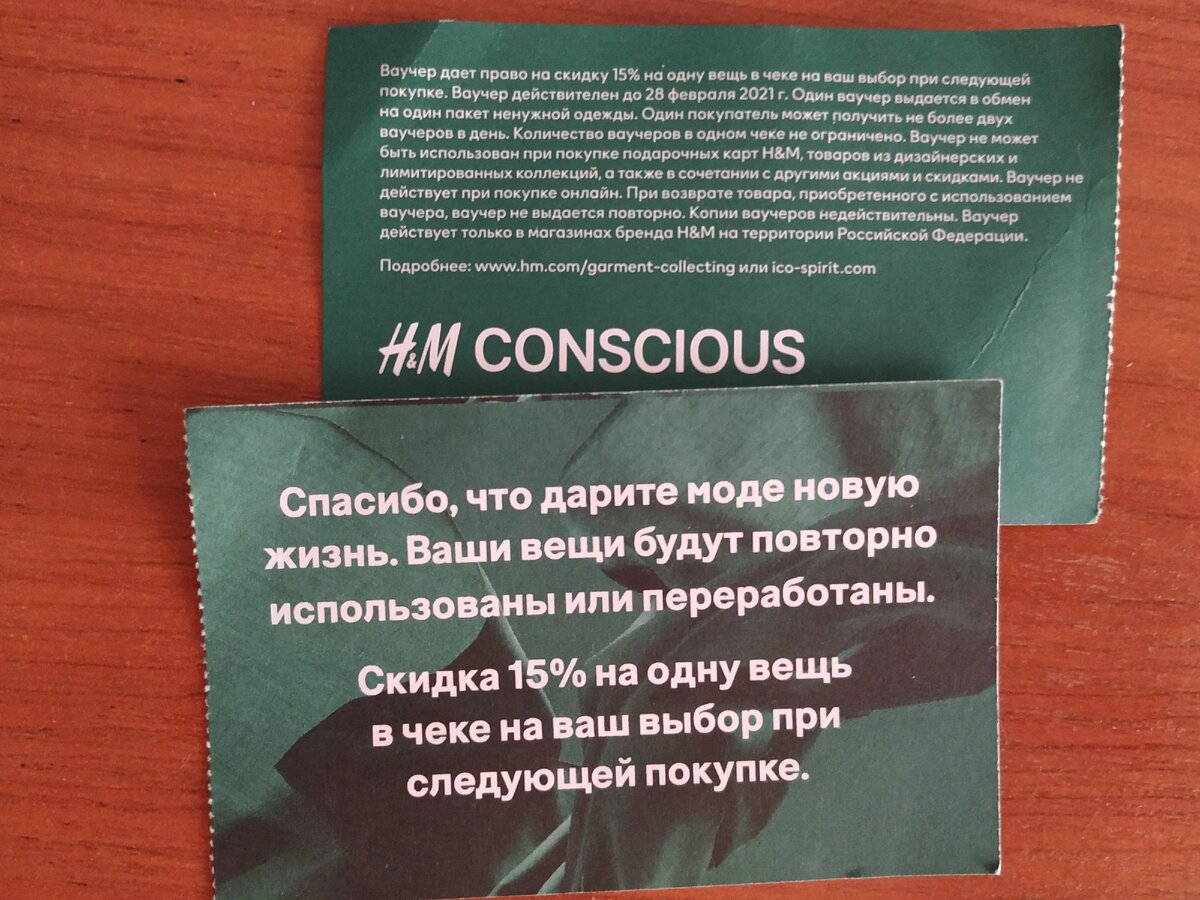 Ваучер дает право на скидку 15% на одну вещь в чеке на ваш выбор при следующей
покупке. Ваучер действителен до 28 февраля 2021 г. Один ваучер выдается в обмен
на один пакет ненужной одежды. Один покупатель может получить не более двух
ваучеров в день. Количество ваучеров в одном чеке не ограничено. Ваучер не может
быть использован при покупке подарочных карт H&M, товаров из дизайнерских и
лимитированных коллекций, а также в сочетании с другими акциями и скидками. Ваучер не
действует при покупке онлайн. При возврате товара, приобретенного с использованием
ваучера, ваучер не выдается повторно. Копии ваучеров недействительны. Ваучер
действует только в магазинах бренда H&M на территории Российской Федерации.
Подробнее: www.hm.com/garment-collecting или ico-spirit.com
H&M CONSCIOUS
Спасибо, что дарите моде новую
жизнь. Ваши вещи будут повторно
использованы или переработаны.
Скидка 15% на одну вещь
в чеке на ваш выбор при
следующей покупке.